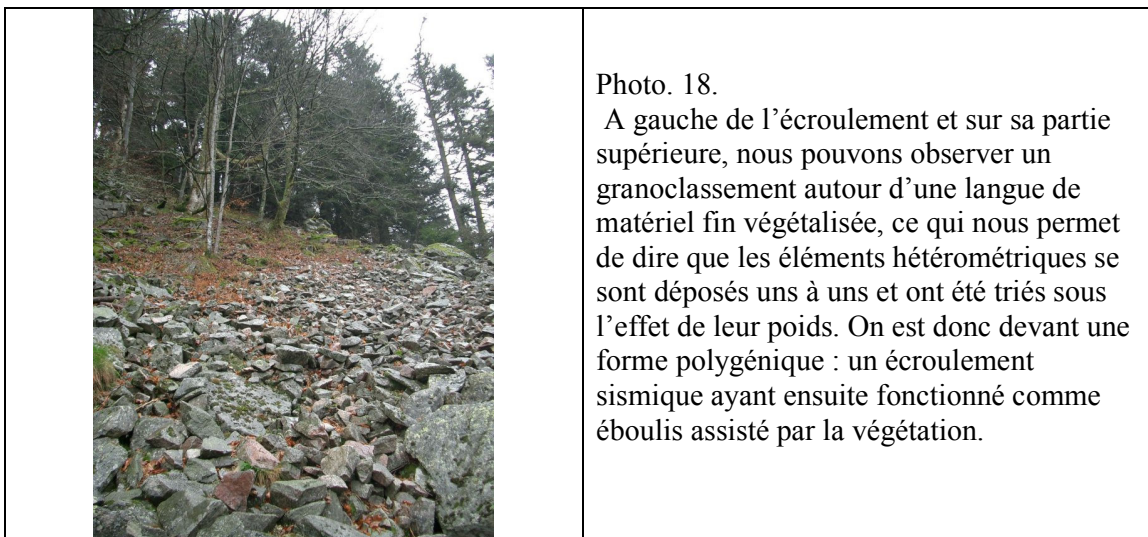 Photo. 18.
A gauche de l’écroulement et sur sa partie
supérieure, nous pouvons observer un
granoclassement autour d’une langue de
matériel fin végétalisée, ce qui nous permet
de dire que les éléments hétérométriques se
sont déposés uns à uns et ont été triés sous
l’effet de leur poids. On est donc devant une
forme polygénique : un écroulement
sismique ayant ensuite fonctionné comme
éboulis assisté par la végétation.